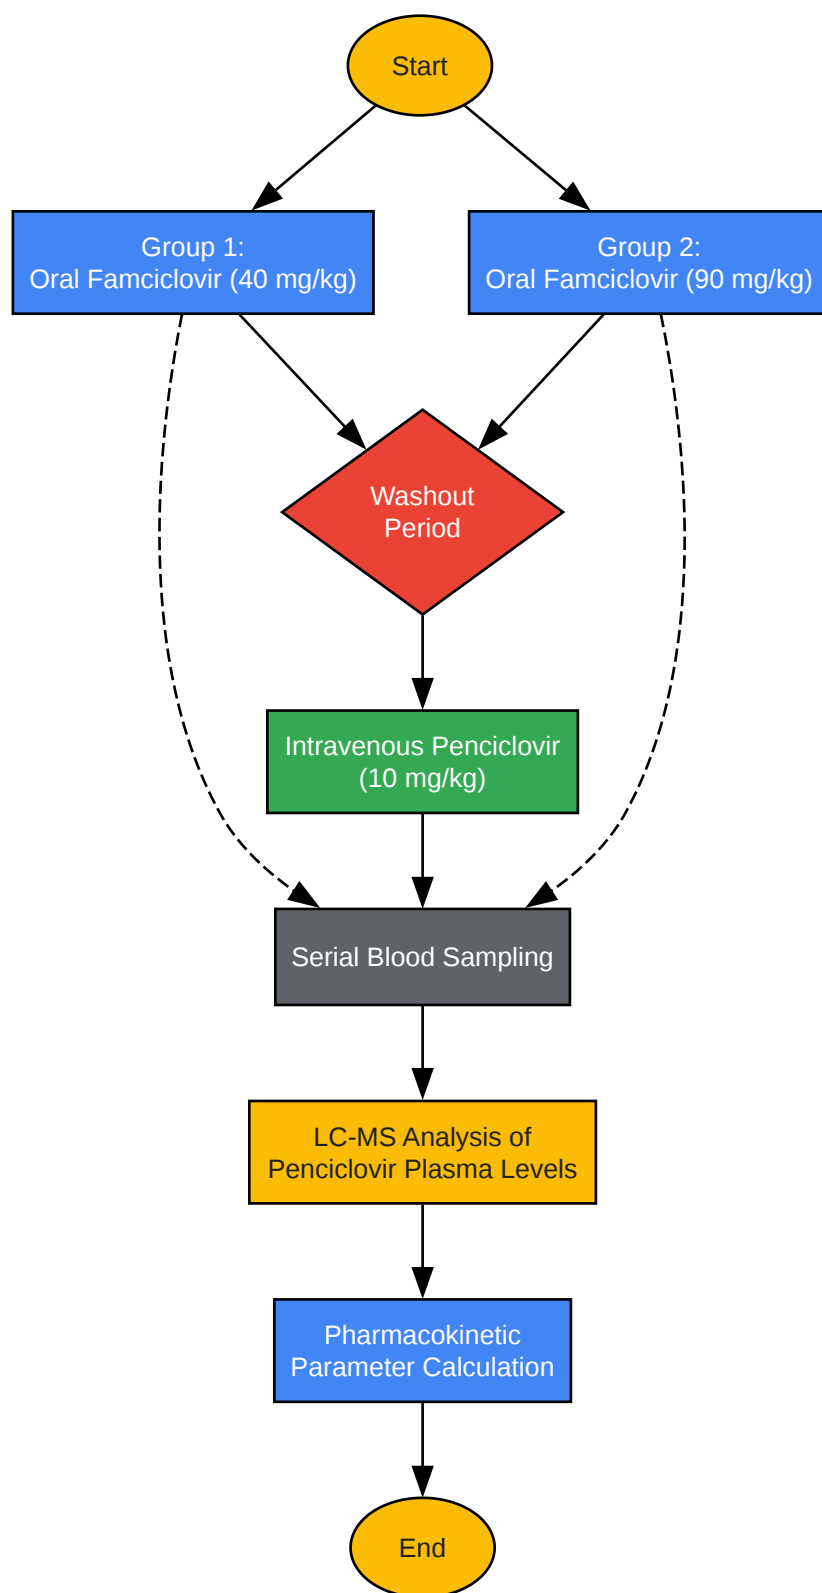 Start
Group 1:
Oral Famciclovir (40 mg/kg)
Group 2:
Oral Famciclovir (90 mg/kg)
Washout
Period
Intravenous Penciclovir
(10 mg/kg)
Serial Blood Sampling
LC-MS Analysis of
Penciclovir Plasma Levels
Pharmacokinetic
Parameter Calculation
End